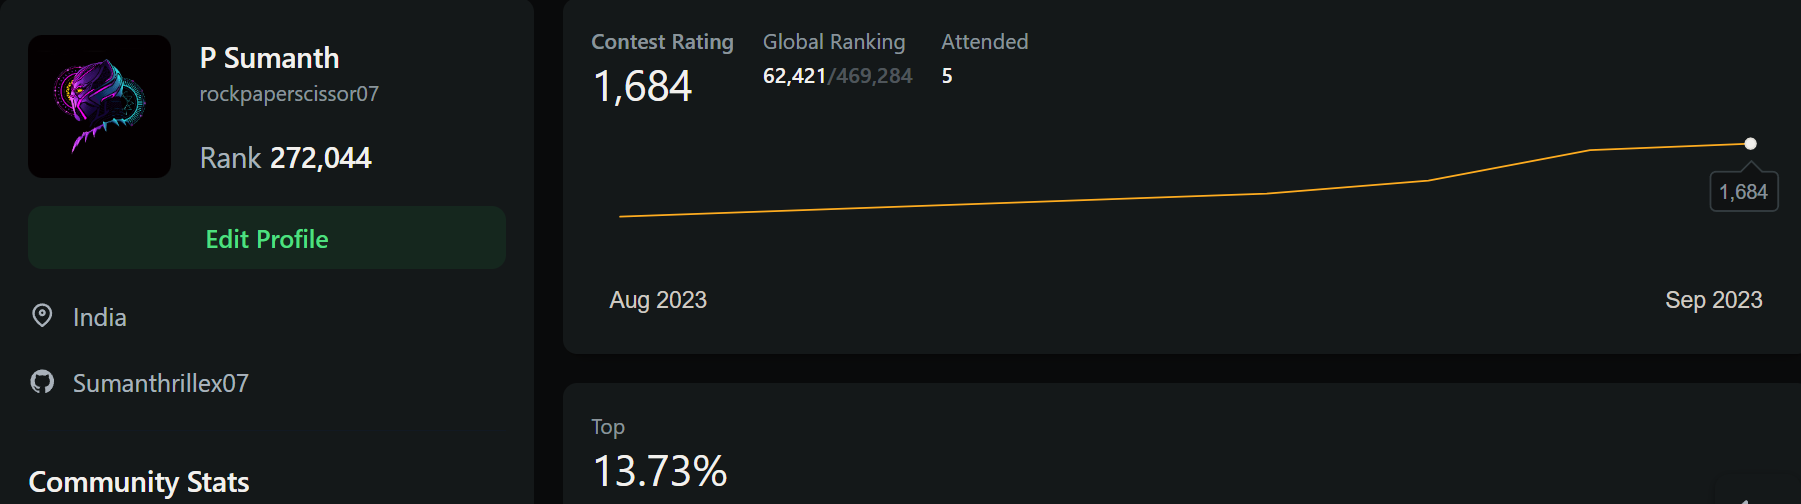 P Sumanth
rockpaperscissor07
Rank 272,044
Edit Profile
India
Sumanthrillex07
Community Stats
Contest Rating
1,684
Global Ranking
62,421/469,284
Attended
5
1,684
Aug 2023
Sep 2023
Top
13.73%